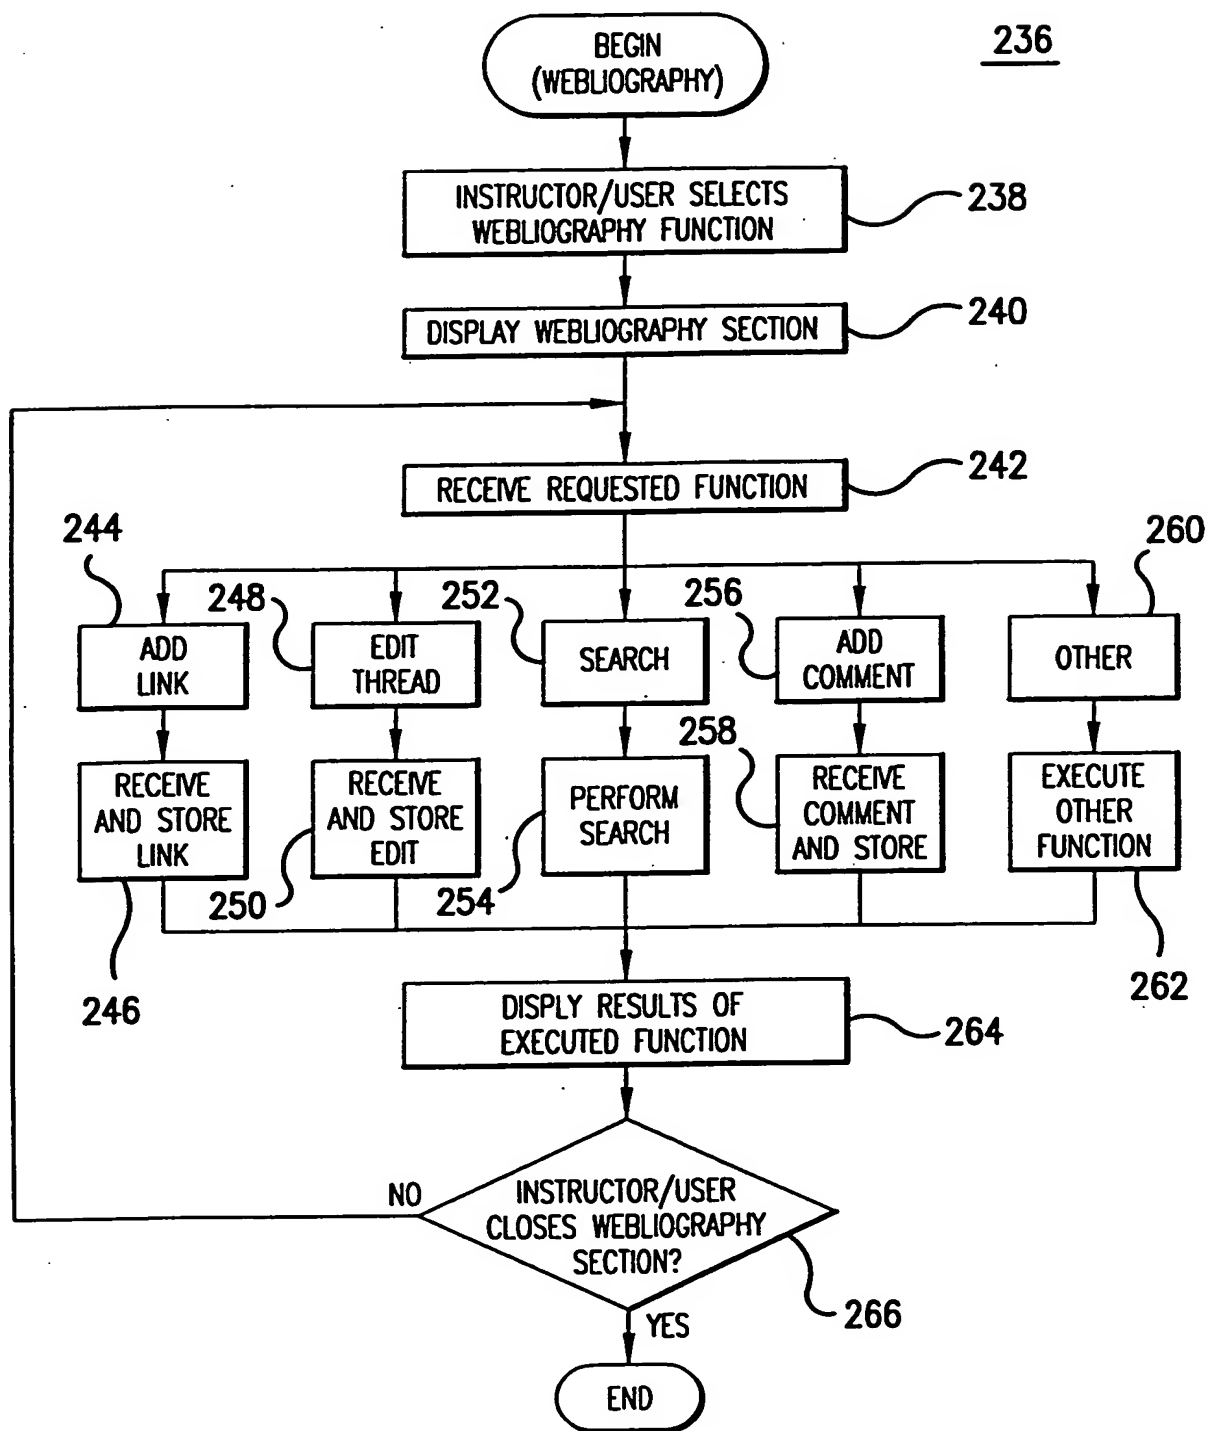 BEGIN
(WEBLIOGRAPHY)
236
INSTRUCTOR/USER SELECTS
WEBLIOGRAPHY FUNCTION
238
DISPLAY WEBLIOGRAPHY SECTION
240
RECEIVE REQUESTED FUNCTION
242
244
ADD
LINK
248
EDIT
THREAD
252
SEARCH
256
ADD
COMMENT
260
OTHER
RECEIVE
AND STORE
LINK
246
RECEIVE
AND STORE
EDIT
250
PERFORM
SEARCH
254
258
RECEIVE
COMMENT
AND STORE
EXECUTE
OTHER
FUNCTION
262
DISPLY RESULTS OF
EXECUTED FUNCTION
264
NO
INSTRUCTOR/USER
CLOSES WEBLIOGRAPHY
SECTION?
266
YES
END